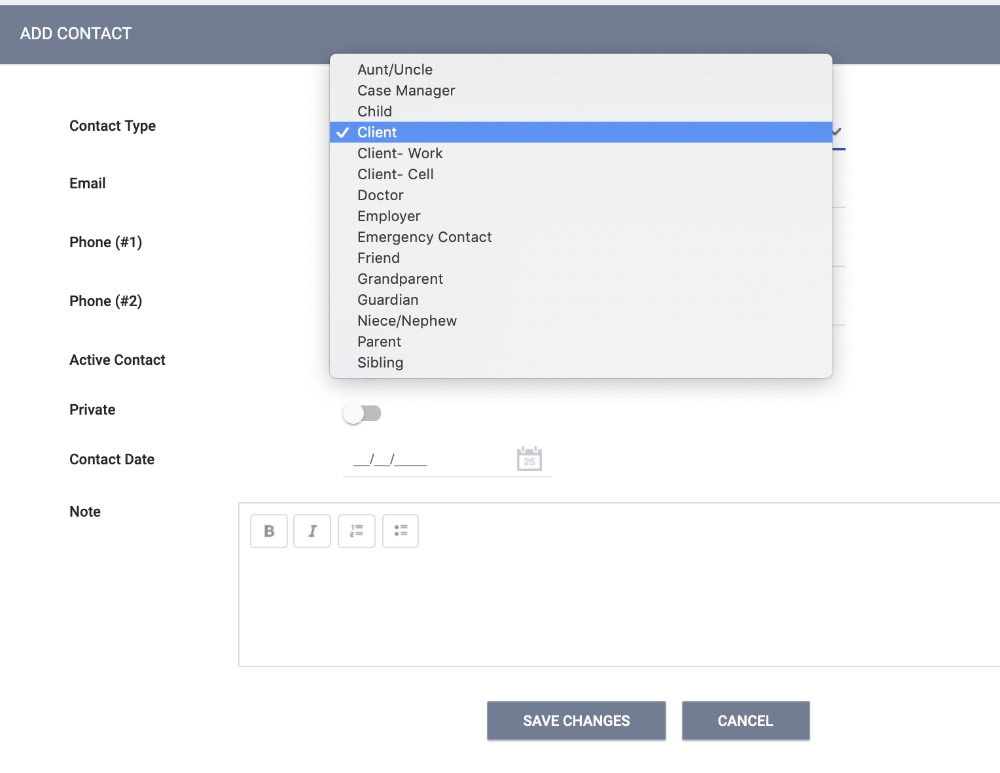 ADD CONTACT
Aunt/Uncle
Case Manager
Child
Contact Type
Client
Client- Work
Client- Cell
Email
Doctor
Employer
Emergency Contact
Phone (#1)
Friend
Grandparent
Guardian
Phone (#2)
Niece/Nephew
Parent
Active Contact
Sibling
Private
Contact Date
__/__/____
25
Note
B
I
SAVE CHANGES
CANCEL